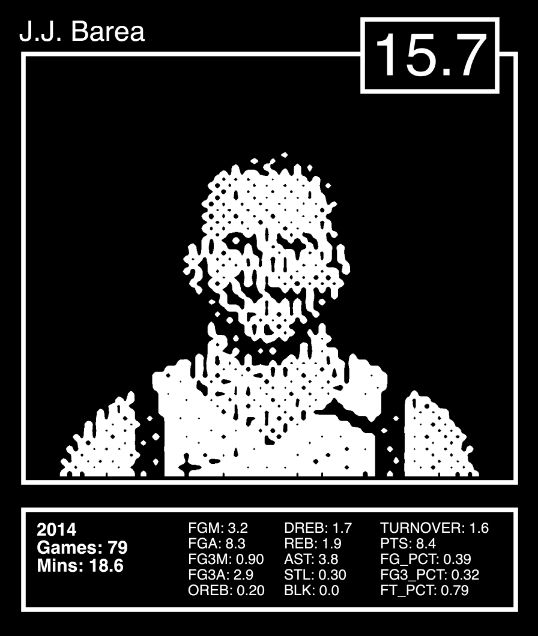 J.J. Barea
15.7
2014
Games: 79
Mins: 18.6
FGM: 3.2
FGA: 8.3
FG3M: 0.90
FG3A: 2.9
OREB: 0.20
DREB: 1.7
REB: 1.9
AST: 3.8
STL: 0.30
BLK: 0.0
TURNOVER: 1.6
PTS: 8.4
FG_PCT: 0.39
FG3_PCT: 0.32
FT_PCT: 0.79